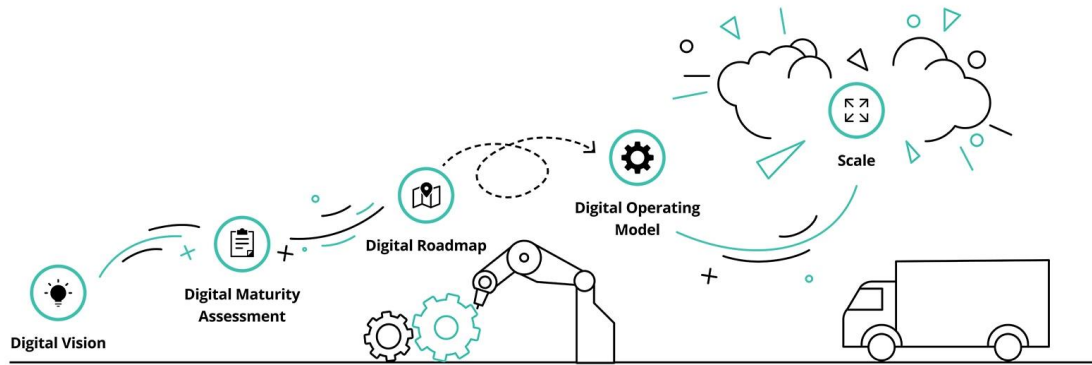 Digital Vision
Digital Maturity
Assessment
Digital Roadmap
Digital Operating
Model
Scale